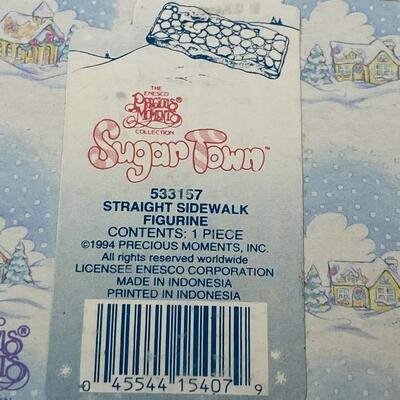 THE
ENESCO
PRECIOUS®
MOMENTS
COLLECTION
Sugar Town™
533157
STRAIGHT SIDEWALK
FIGURINE
CONTENTS: 1 PIECE
©1994 PRECIOUS MOMENTS, INC.
All rights reserved worldwide
LICENSEE ENESCO CORPORATION
MADE IN INDONESIA
PRINTED IN INDONESIA
0 45544 15407 9